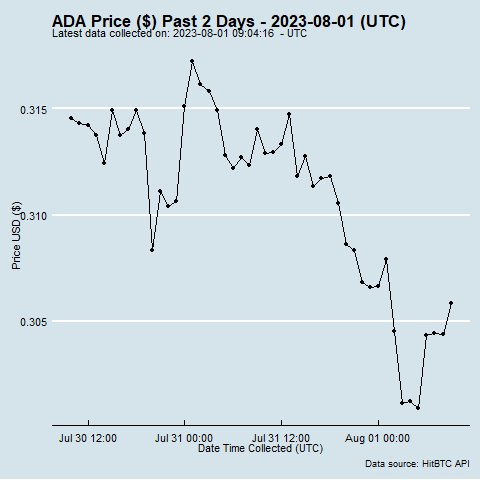 ADA Price ($) Past 2 Days - 2023-08-01 (UTC)
Latest data collected on: 2023-08-01 09:04:16 - UTC
0.315
0.310
0.305
Price USD ($)
Jul 30 12:00
Jul 31 00:00
Jul 31 12:00
Aug 01 00:00
Date Time Collected (UTC)
Data source: HitBTC API